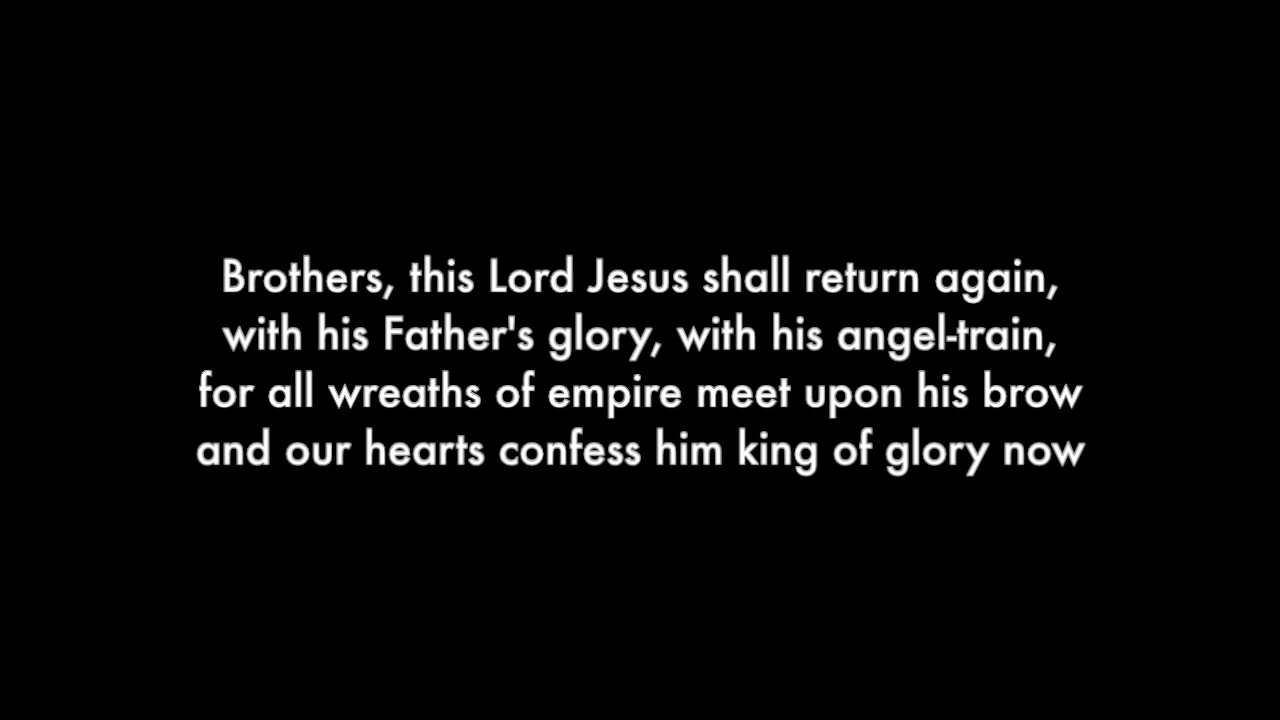 Brothers, this Lord Jesus shall return again,
with his Father's glory, with his angel-train,
for all wreaths of empire meet upon his brow
and our hearts confess him king of glory now